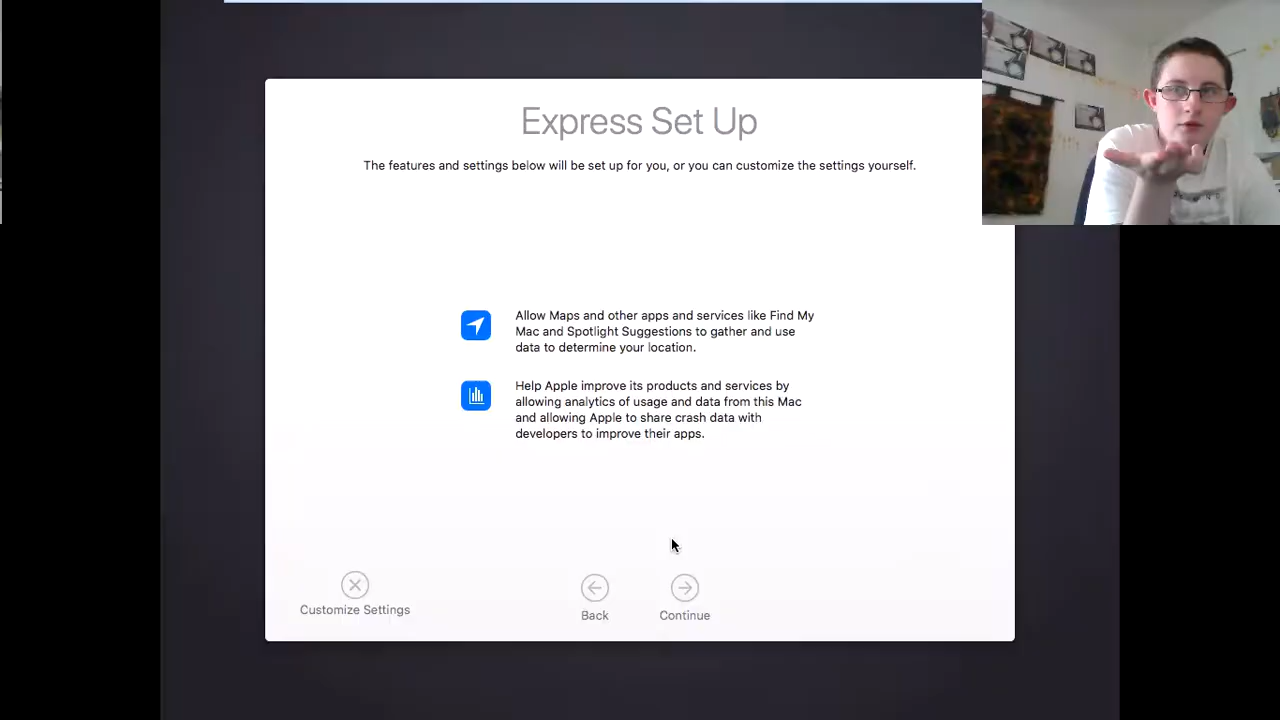 Express Set Up
The features and settings below will be set up for you, or you can customize the settings yourself.
Allow Maps and other apps and services like Find My
Mac and Spotlight Suggestions to gather and use
data to determine your location.
Help Apple improve its products and services by
allowing analytics of usage and data from this Mac
and allowing Apple to share crash data with
developers to improve their apps.
Customize Settings
Back
Continue